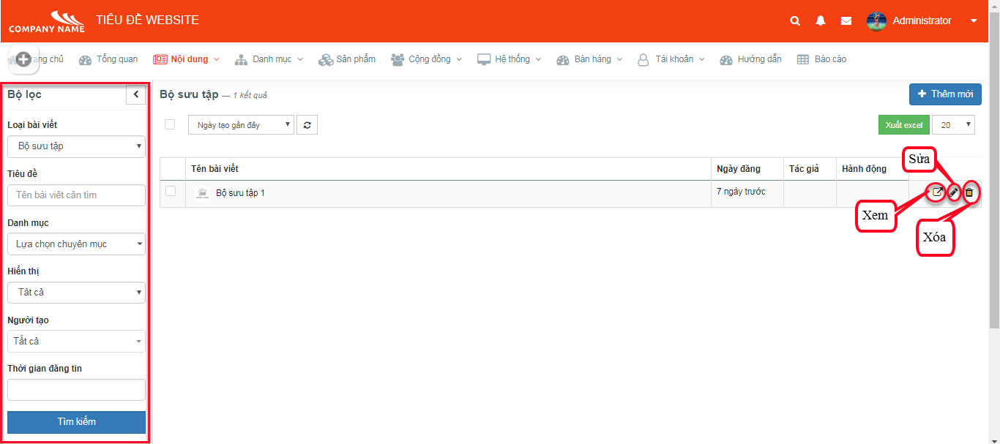 COMPANY NAME
TIÊU ĐỀ WEBSITE
Administrator
ang chủ
Tổng quan
Nội dung
Danh mục
Sản phẩm
Cộng đồng
Hệ thống
Bán hàng
Tài khoản
Hướng dẫn
Báo cáo
Bộ lọc
Loại bài viết
Bộ sưu tập
Tiêu đề
Tên bài viết cần tìm
Danh mục
Lựa chọn chuyên mục
Hiển thị
Tất cả
Người tạo
Tất cả
Thời gian đăng tin
Tìm kiếm
Bộ sưu tập — 1 kết quả
Thêm mới
Ngày tạo gần đây
Xuất excel
20
Tên bài viết
Ngày đăng
Tác giả
Hành động
Bộ sưu tập 1
7 ngày trước
Sửa
Xem
Xóa